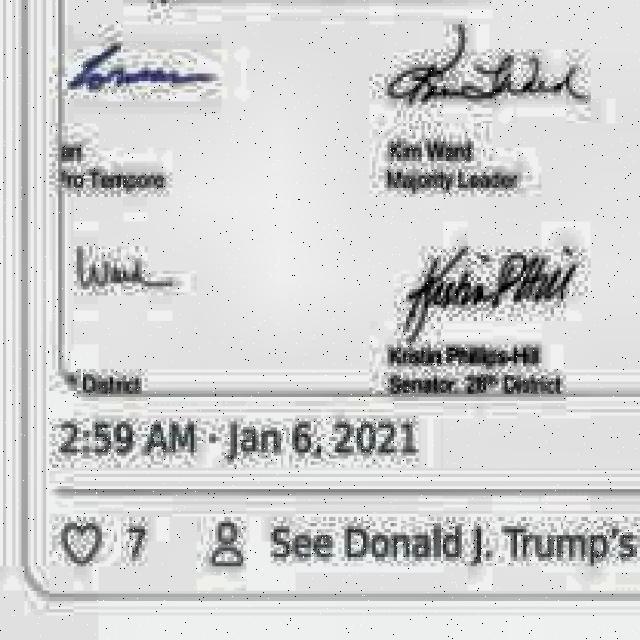 Kim Ward
ro Tempore
Majority Leader
Kristin Phillips-Hill
District
Senator, 28th District
2:59 AM · Jan 6, 2021
7 See Donald J. Trump's